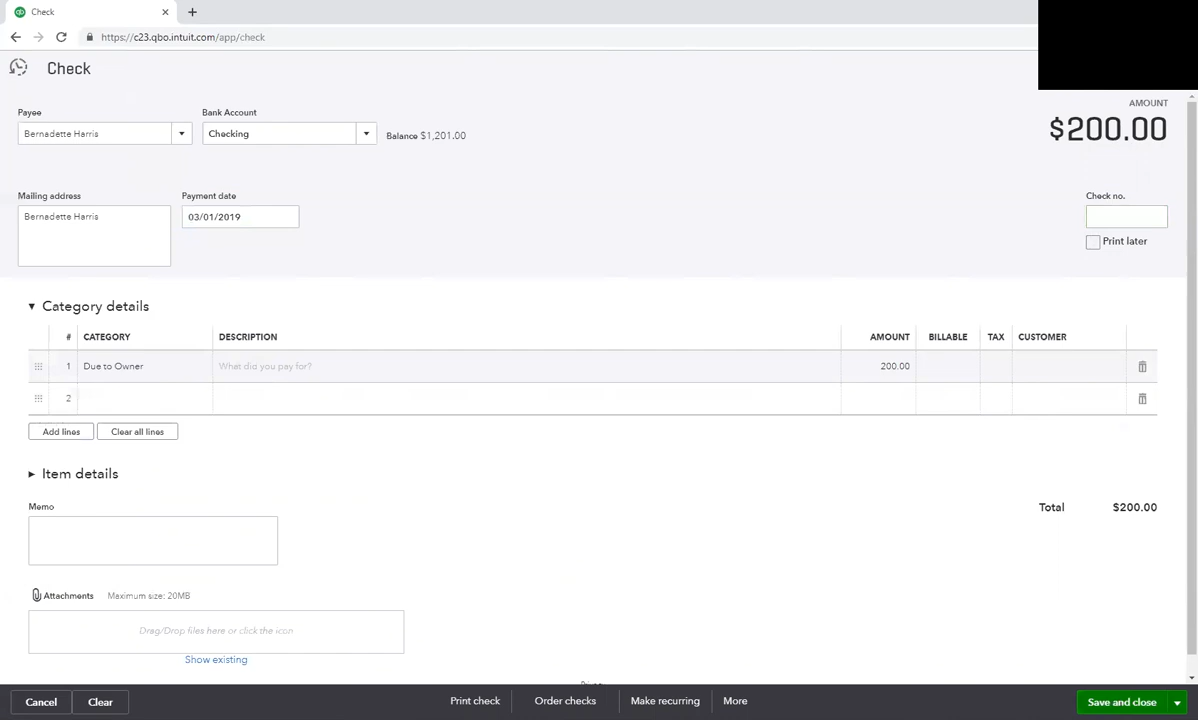 Check
https://c23.qbo.intuit.com/app/check
Check
AMOUNT
$200.00
Payee
Bank Account
Bernadette Harris
Checking
Balance $1,201.00
Mailing address
Payment date
Check no.
Bernadette Harris
03/01/2019
Print later
Category details
# CATEGORY DESCRIPTION AMOUNT BILLABLE TAX CUSTOMER
1 Due to Owner What did you pay for? 200.00
2
Add lines Clear all lines
Item details
Memo
Total $200.00
Attachments Maximum size: 20MB
Drag/Drop files here or click the icon
Show existing
Cancel Clear Print check Order checks Make recurring More Save and close